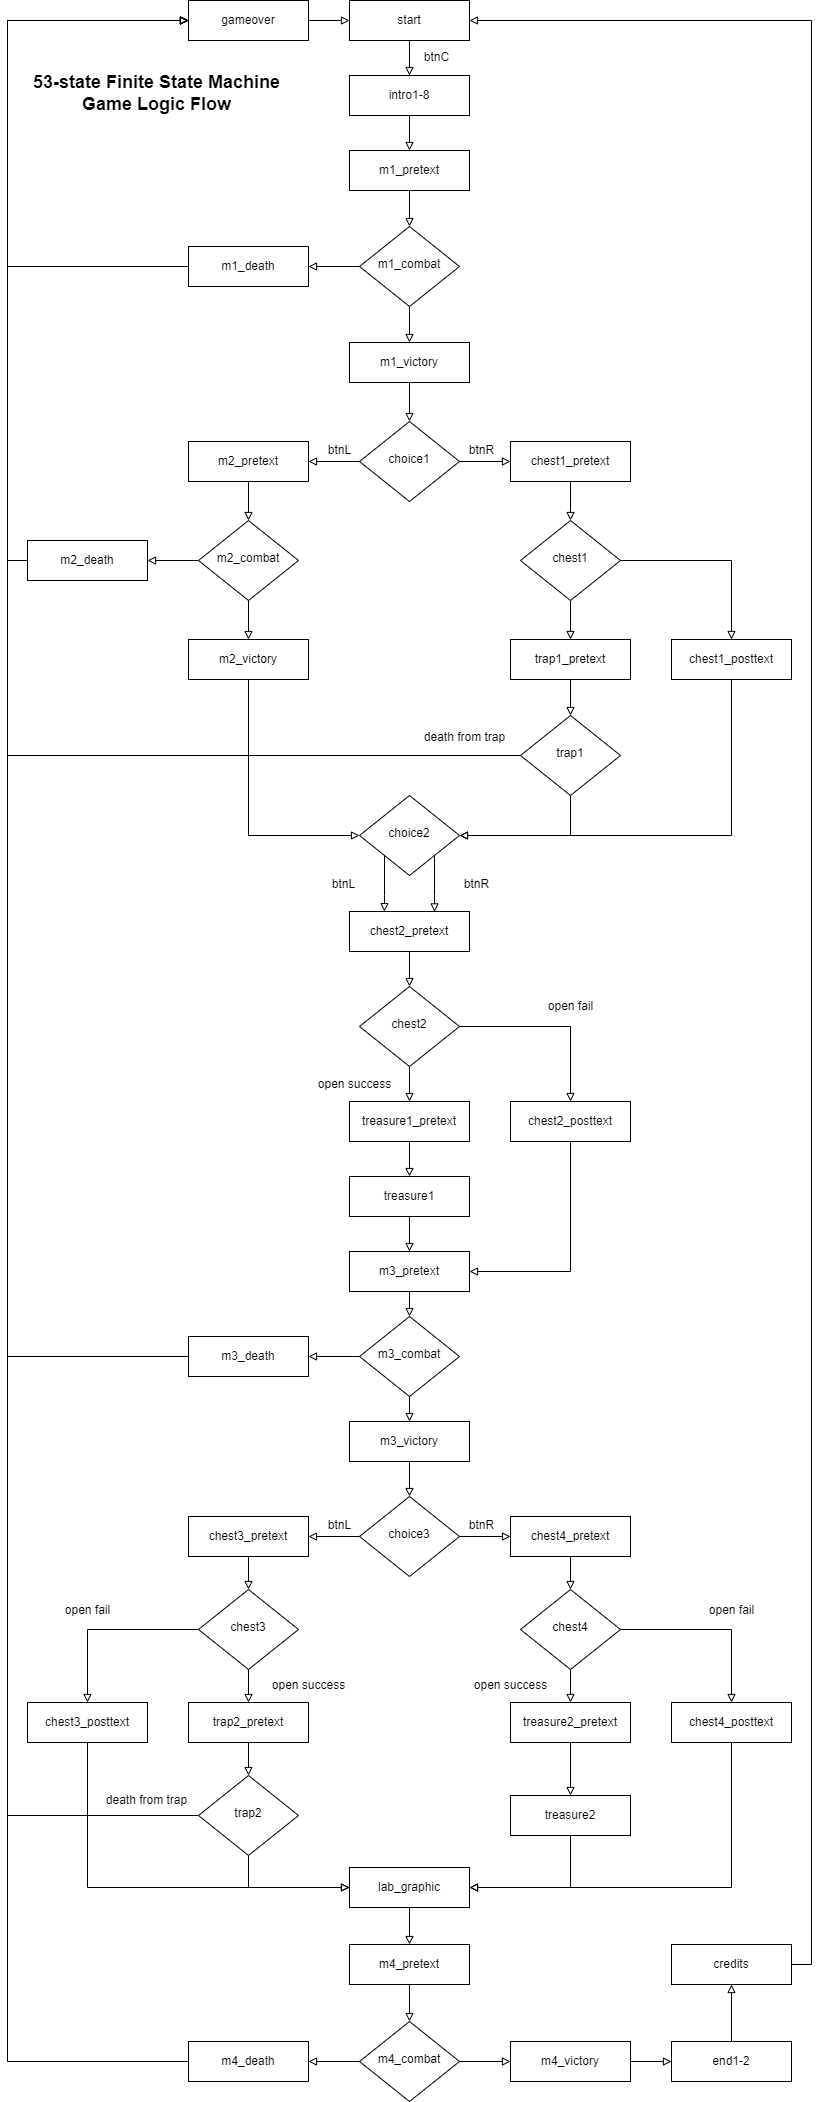 gameover
start
btnC
53-state Finite State Machine
Game Logic Flow
intro1-8
m1_pretext
m1_death
m1_combat
m1_victory
m2_pretext
btnL
choice1
btnR
chest1_pretext
m2_death
m2_combat
chest1
m2_victory
trap1_pretext
chest1_posttext
death from trap
trap1
choice2
btnL
btnR
chest2_pretext
open fail
chest2
open success
treasure1_pretext
chest2_posttext
treasure1
m3_pretext
m3_death
m3_combat
m3_victory
chest3_pretext
btnL
choice3
btnR
chest4_pretext
open fail
chest3
chest4
open fail
open success
open success
chest3_posttext
trap2_pretext
treasure2_pretext
chest4_posttext
death from trap
trap2
treasure2
lab_graphic
m4_pretext
credits
m4_death
m4_combat
m4_victory
end1-2